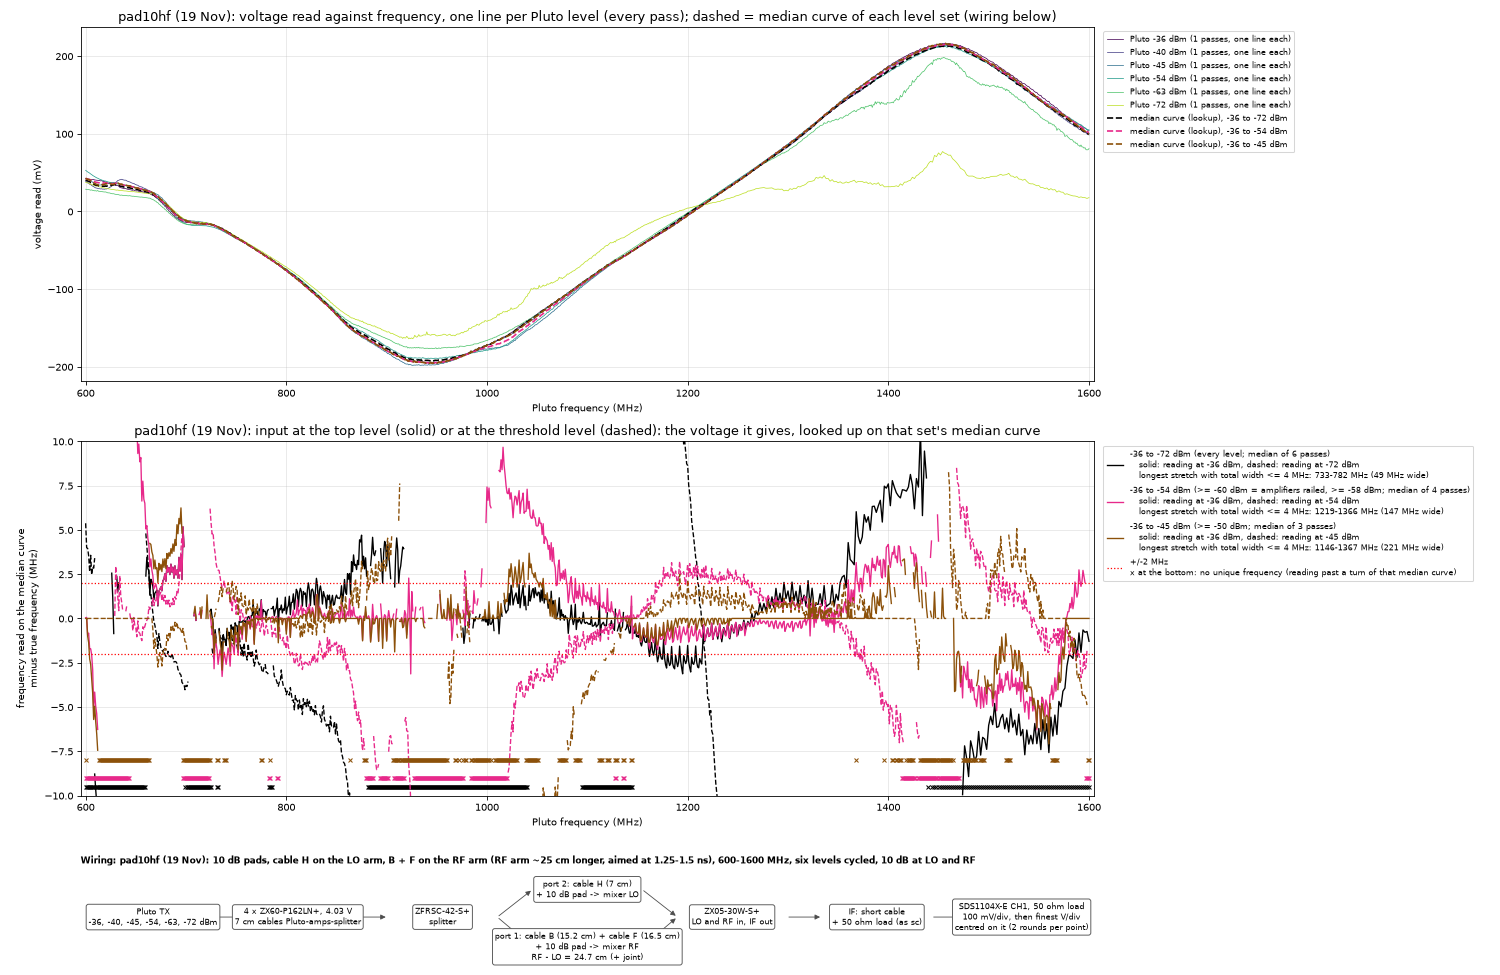 pad10hf (19 Nov): voltage read against frequency, one line per Pluto level (every pass); dashed = median curve of each level set (wiring below)
voltage read (mV)
200
100
0
−100
−200
600
800
1000
1200
1400
1600
Pluto frequency (MHz)
Pluto -36 dBm (1 passes, one line each)
Pluto -40 dBm (1 passes, one line each)
Pluto -45 dBm (1 passes, one line each)
Pluto -54 dBm (1 passes, one line each)
Pluto -63 dBm (1 passes, one line each)
Pluto -72 dBm (1 passes, one line each)
median curve (lookup), -36 to -72 dBm
median curve (lookup), -36 to -54 dBm
median curve (lookup), -36 to -45 dBm
pad10hf (19 Nov): input at the top level (solid) or at the threshold level (dashed): the voltage it gives, looked up on that set's median curve
frequency read on the median curve
minus true frequency (MHz)
10.0
7.5
5.0
2.5
0.0
−2.5
−5.0
−7.5
−10.0
600
800
1000
1200
1400
1600
Pluto frequency (MHz)
-36 to -72 dBm (every level; median of 6 passes)
solid: reading at -36 dBm, dashed: reading at -72 dBm
longest stretch with total width <= 4 MHz: 733-782 MHz (49 MHz wide)
-36 to -54 dBm (>= -60 dBm = amplifiers railed, >= -58 dBm; median of 4 passes)
solid: reading at -36 dBm, dashed: reading at -54 dBm
longest stretch with total width <= 4 MHz: 1219-1366 MHz (147 MHz wide)
-36 to -45 dBm (>= -50 dBm; median of 3 passes)
solid: reading at -36 dBm, dashed: reading at -45 dBm
longest stretch with total width <= 4 MHz: 1146-1367 MHz (221 MHz wide)
+/-2 MHz
x at the bottom: no unique frequency (reading past a turn of that median curve)
Wiring: pad10hf (19 Nov): 10 dB pads, cable H on the LO arm, B + F on the RF arm (RF arm ~25 cm longer, aimed at 1.25-1.5 ns), 600-1600 MHz, six levels cycled, 10 dB at LO and RF
Pluto TX
-36, -40, -45, -54, -63, -72 dBm
4 x ZX60-P162LN+, 4.03 V
7 cm cables Pluto-amps-splitter
ZFRSC-42-S+
splitter
port 2: cable H (7 cm)
+ 10 dB pad -> mixer LO
port 1: cable B (15.2 cm) + cable F (16.5 cm)
+ 10 dB pad -> mixer RF
RF - LO = 24.7 cm (+ joint)
ZX05-30W-S+
LO and RF in, IF out
IF: short cable
+ 50 ohm load (as sc)
SDS1104X-E CH1, 50 ohm load
100 mV/div, then finest V/div
centred on it (2 rounds per point)